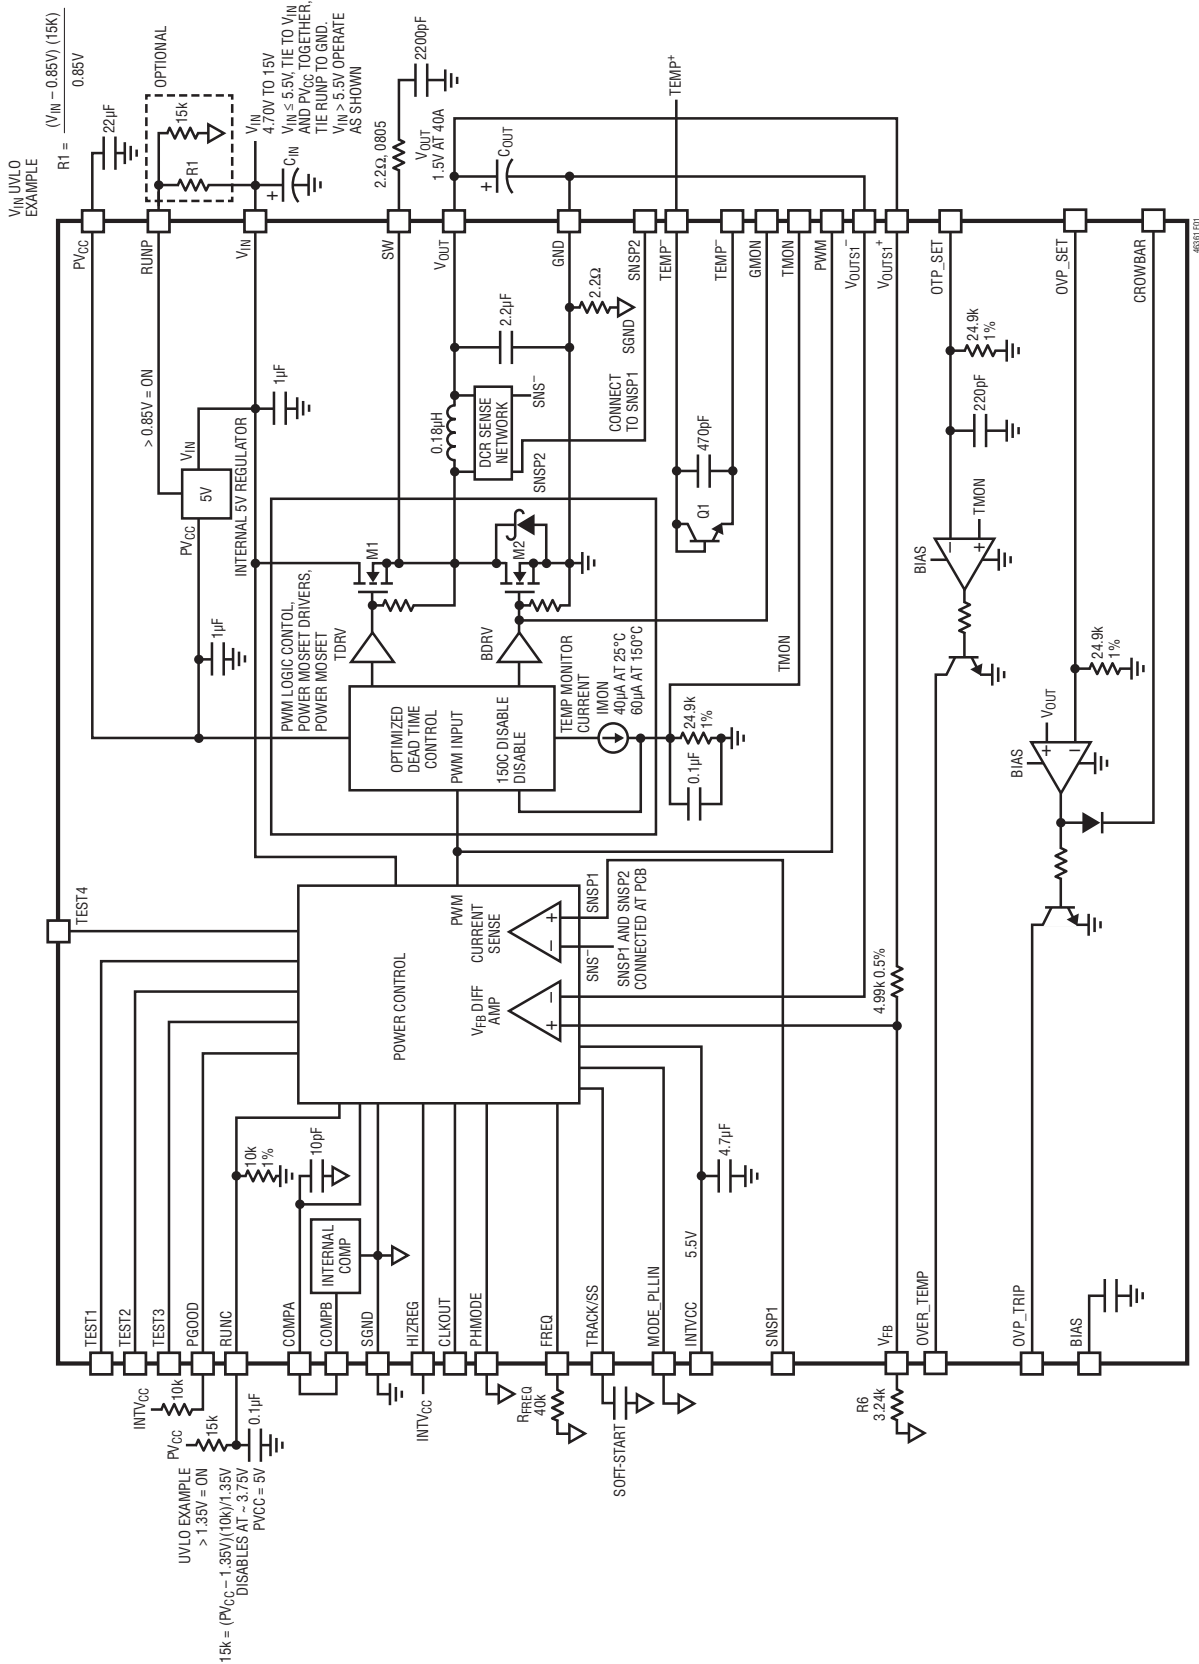 VIN UVLO
EXAMPLE
R1 = (VIN – 0.85V) (15K)
0.85V
22µF
OPTIONAL
15k
R1
VIN
4.70V TO 15V
VIN ≤ 5.5V, TIE TO VIN
AND PVCC TOGETHER,
TIE RUNP TO GND.
VIN > 5.5V OPERATE
AS SHOWN
CIN
+
2.2Ω, 0805
2200pF
VOUT
1.5V AT 40A
COUT
+
TEMP+
PVCC
RUNP
VIN
SW
VOUT
GND
SNSP2
TEMP–
TEMP–
GMON
TMON
PWM
VOUTS1–
VOUTS1+
OTP_SET
OVP_SET
CROWBAR
46361 F01
> 0.85V = ON
VIN
5V
PVCC
INTERNAL 5V REGULATOR
1µF
1µF
0.18µH
2.2µF
DCR SENSE
NETWORK
SNS–
SNSP2
2.2Ω
SGND
CONNECT
TO SNSP1
470pF
Q1
24.9k
1%
220pF
BIAS
–
+
TMON
PWM LOGIC CONTOL,
POWER MOSFET DRIVERS,
POWER MOSFET
TDRV
M1
BDRV
M2
OPTIMIZED
DEAD TIME
CONTROL
PWM INPUT
150C DISABLE
DISABLE
TEMP MONITOR
CURRENT
IMON
40µA AT 25°C
60µA AT 150°C
TMON
24.9k
1%
0.1µF
24.9k
1%
VOUT
BIAS
+
–
TEST4
POWER CONTROL
PWM
CURRENT
SENSE
+
–
SNSP1
SNS–
SNSP1 AND SNSP2
CONNECTED AT PCB
VFB DIFF
AMP
–
+
4.99k 0.5%
10k
1%
10pF
INTERNAL
COMP
4.7µF
5.5V
TEST1
TEST2
TEST3
PGOOD
RUNC
COMPA
COMPB
SGND
HIZREG
CLKOUT
PHMODE
FREQ
TRACK/SS
MODE_PLLIN
INTVCC
SNSP1
VFB
OVER_TEMP
OVP_TRIP
BIAS
INTVCC
10k
PVCC
15k
0.1µF
UVLO EXAMPLE
> 1.35V = ON
15k = (PVCC – 1.35V)(10k)/1.35V
DISABLES AT ~ 3.75V
PVCC = 5V
INTVCC
RFREQ
40k
SOFT-START
R6
3.24k